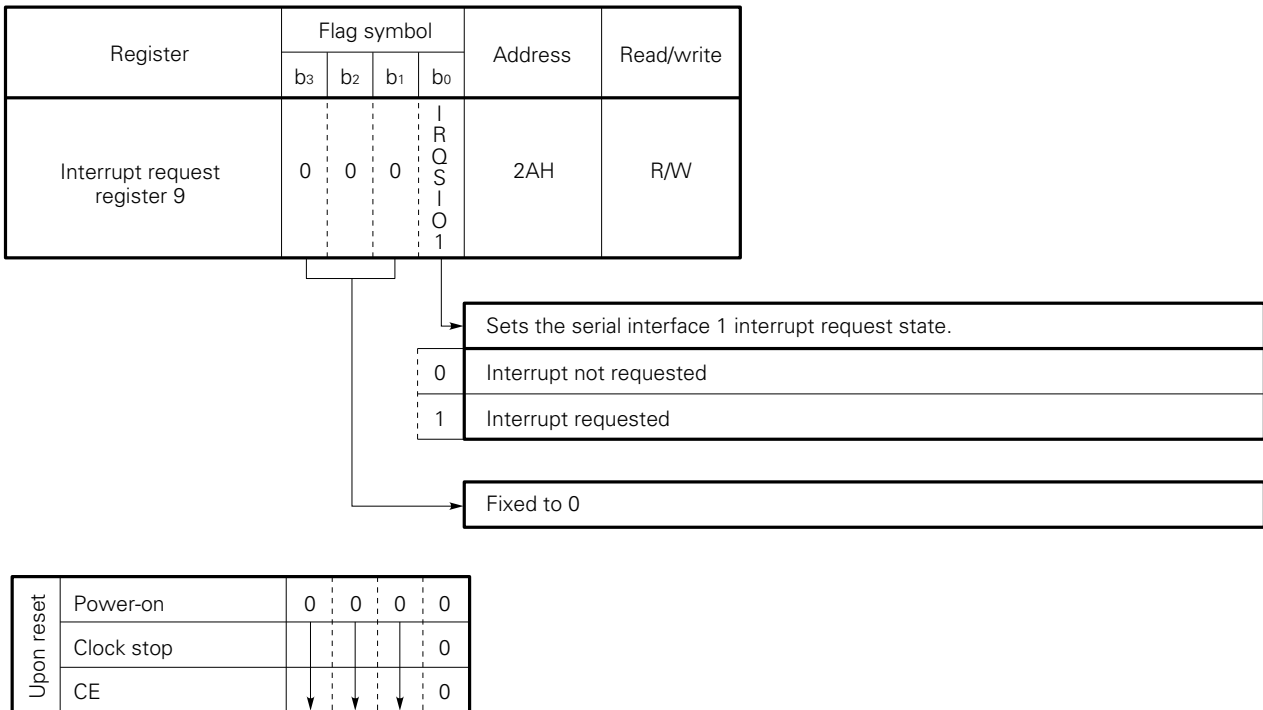 Register Flag symbol Address Read/write
b3 b2 b1 b0
Interrupt request
register 9
0 0 0 IRQSIO1 2AH R/W
Sets the serial interface 1 interrupt request state.
0 Interrupt not requested
1 Interrupt requested
Fixed to 0
Upon reset
Power-on 0 0 0 0
Clock stop 0
CE 0